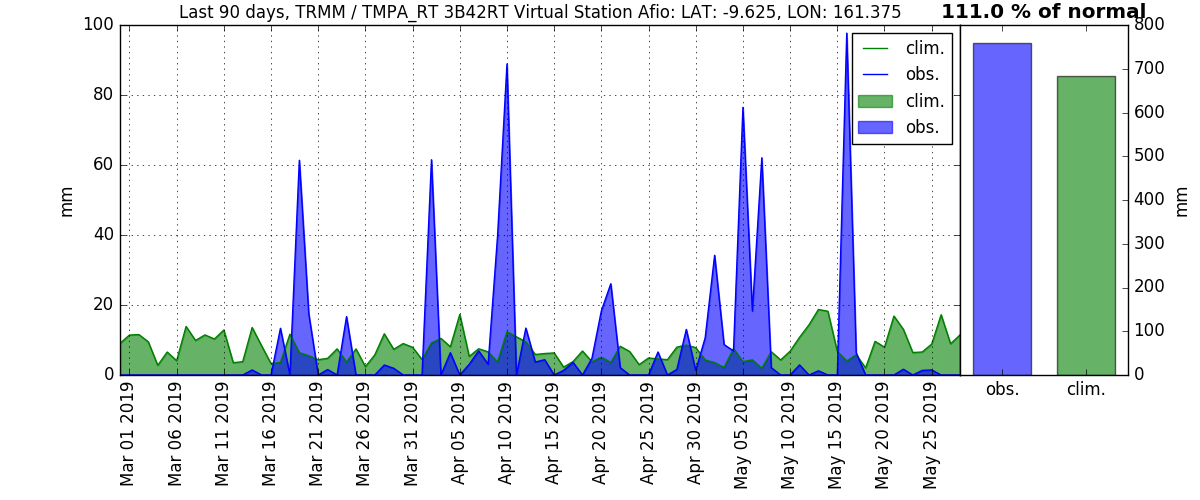 Last 90 days, TRMM / TMPA_RT 3B42RT Virtual Station Afio: LAT: -9.625, LON: 161.375
111.0 % of normal
mm
100
80
60
40
20
0
clim.
obs.
clim.
obs.
Mar 01 2019
Mar 06 2019
Mar 11 2019
Mar 16 2019
Mar 21 2019
Mar 26 2019
Mar 31 2019
Apr 05 2019
Apr 10 2019
Apr 15 2019
Apr 20 2019
Apr 25 2019
Apr 30 2019
May 05 2019
May 10 2019
May 15 2019
May 20 2019
May 25 2019
800
700
600
500
400
300
200
100
0
mm
obs.
clim.